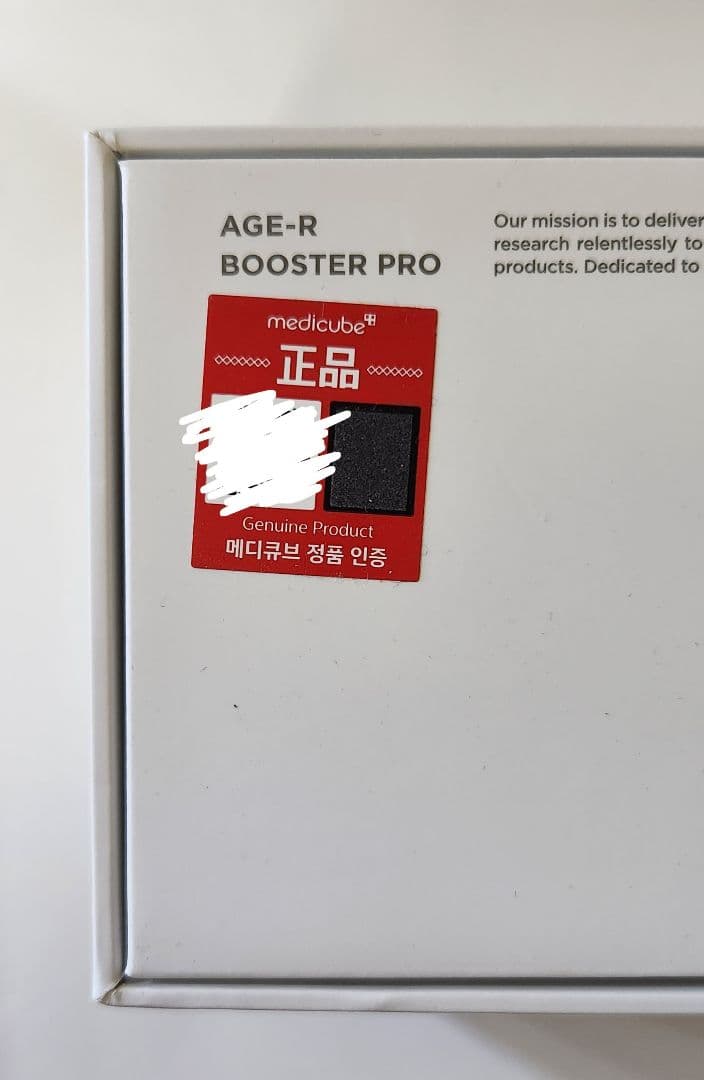 AGE-R
BOOSTER PRO
Our mission is to deliver
research relentlessly to
products. Dedicated to
medicube
正品
Genuine Product
메디큐브 정품 인증